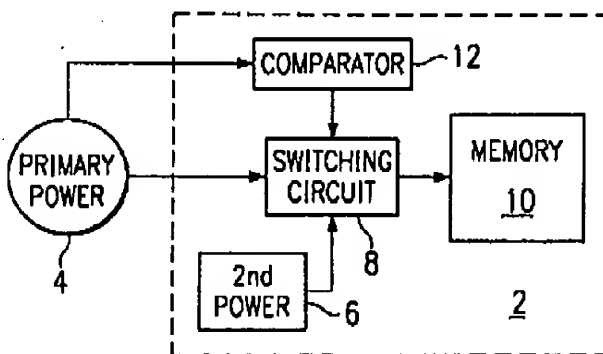 COMPARATOR
12
PRIMARY
POWER
4
SWITCHING
CIRCUIT
8
MEMORY
10
2nd
POWER
6
2